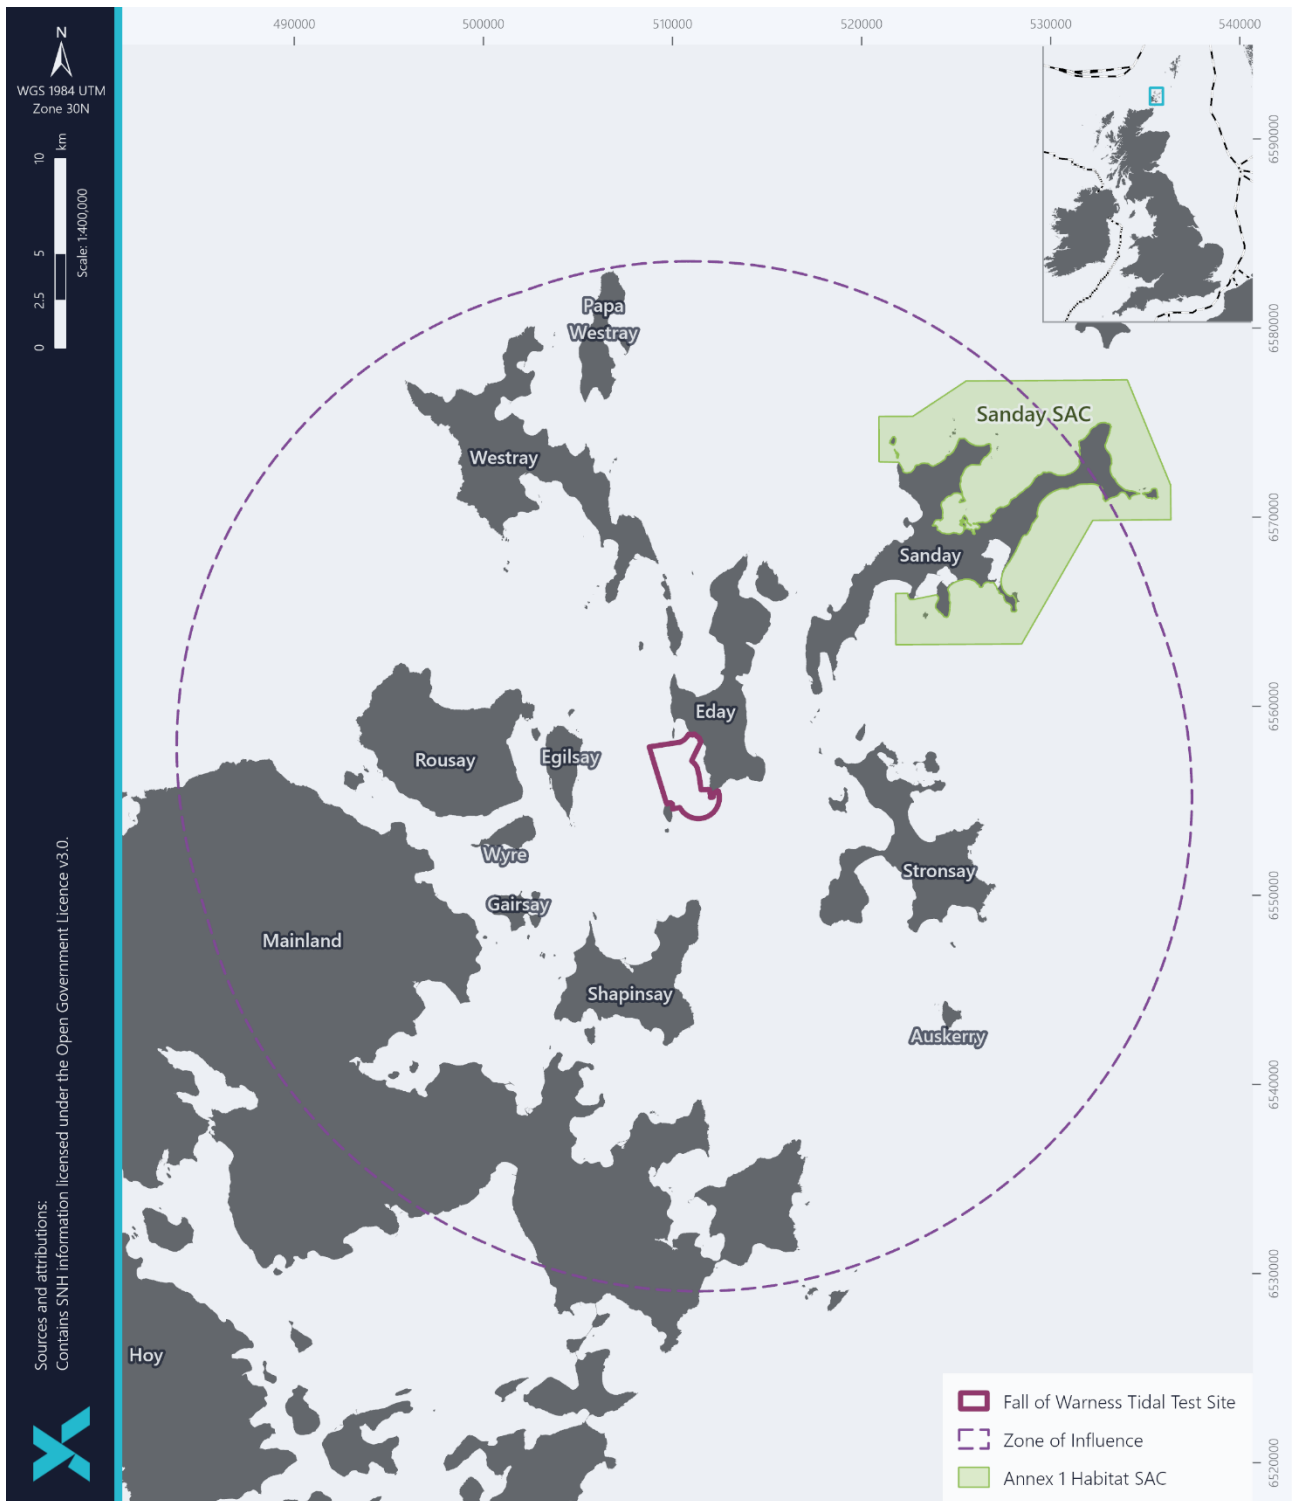 490000
500000
510000
520000
530000
540000
N
WGS 1984 UTM
Zone 30N
km
10
5
2.5
0
Scale: 1:400,000
6590000
6580000
6570000
6560000
6550000
6540000
6530000
6520000
Papa
Westray
Westray
Sanday SAC
Sanday
Eday
Rousay
Egilsay
Wyre
Gairsay
Stronsay
Mainland
Shapinsay
Auskerry
Hoy
Sources and attributions:
Contains SNH information licensed under the Open Government Licence v3.0.
Fall of Warness Tidal Test Site
Zone of Influence
Annex 1 Habitat SAC